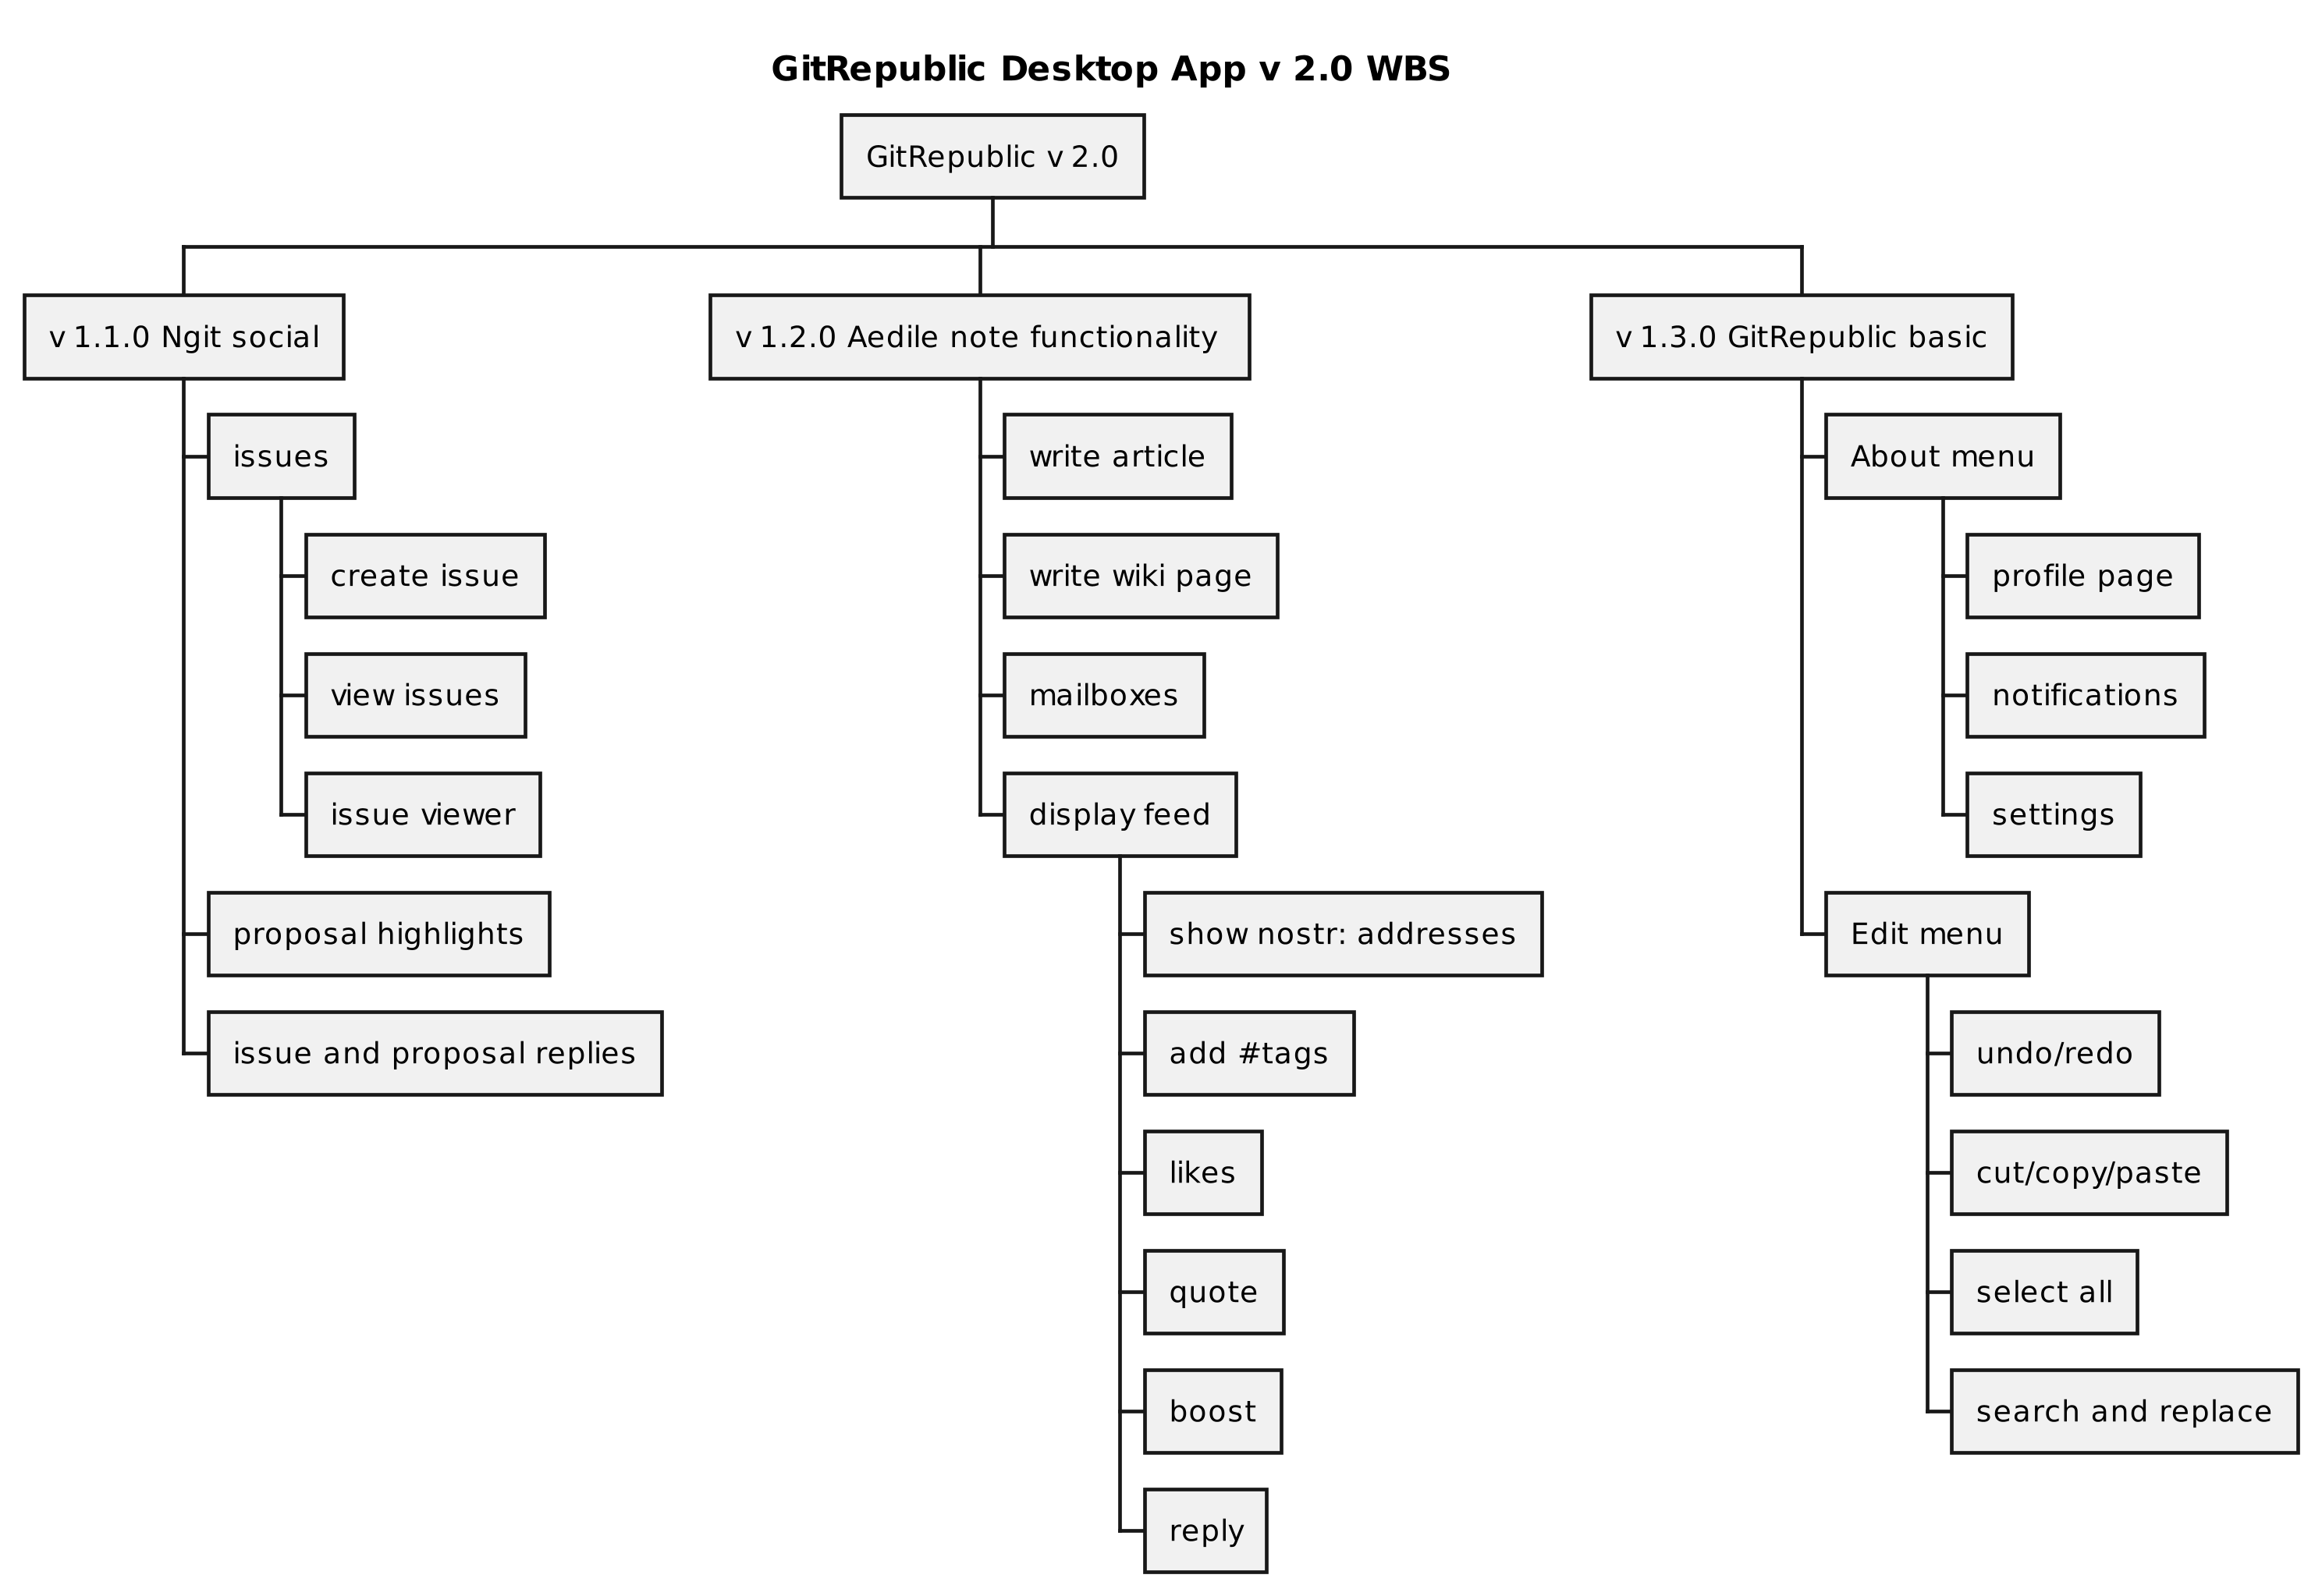 GitRepublic Desktop App v 2.0 WBS
GitRepublic v 2.0
v 1.1.0 Ngit social
issues
create issue
view issues
issue viewer
proposal highlights
issue and proposal replies
v 1.2.0 Aedile note functionality
write article
write wiki page
mailboxes
display feed
show nostr: addresses
add #tags
likes
quote
boost
reply
v 1.3.0 GitRepublic basic
About menu
profile page
notifications
settings
Edit menu
undo/redo
cut/copy/paste
select all
search and replace